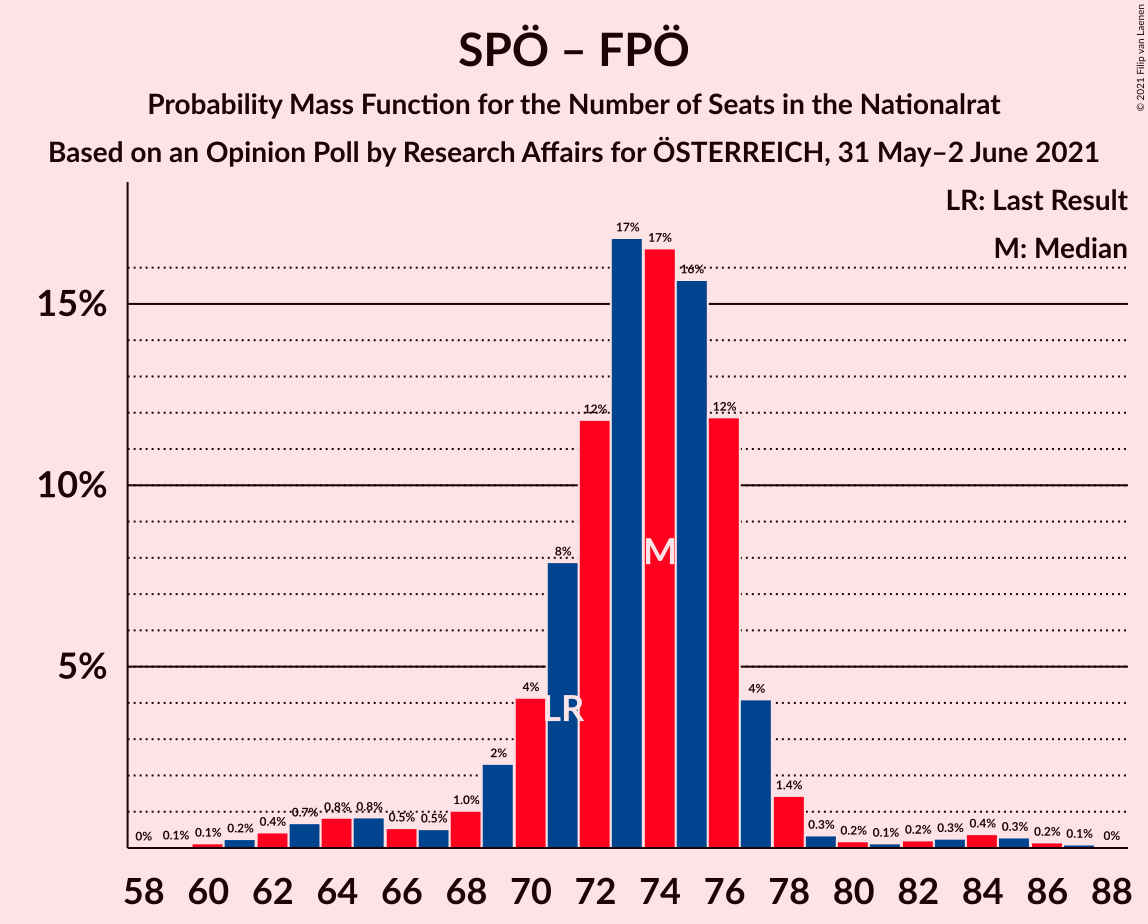 SPÖ – FPÖ
Probability Mass Function for the Number of Seats in the Nationalrat
Based on an Opinion Poll by Research Affairs for ÖSTERREICH, 31 May–2 June 2021
© 2021 Filip van Laenen
LR: Last Result
M: Median
15%
10%
5%
0% 0.1% 0.1% 0.2% 0.4% 0.7% 0.8% 0.8% 0.5% 0.5% 1.0% 2% 4% 8% 12% 17% 17% 16% 12% 4% 1.4% 0.3% 0.2% 0.1% 0.2% 0.3% 0.4% 0.3% 0.2% 0.1% 0%
LR
M
58 60 62 64 66 68 70 72 74 76 78 80 82 84 86 88